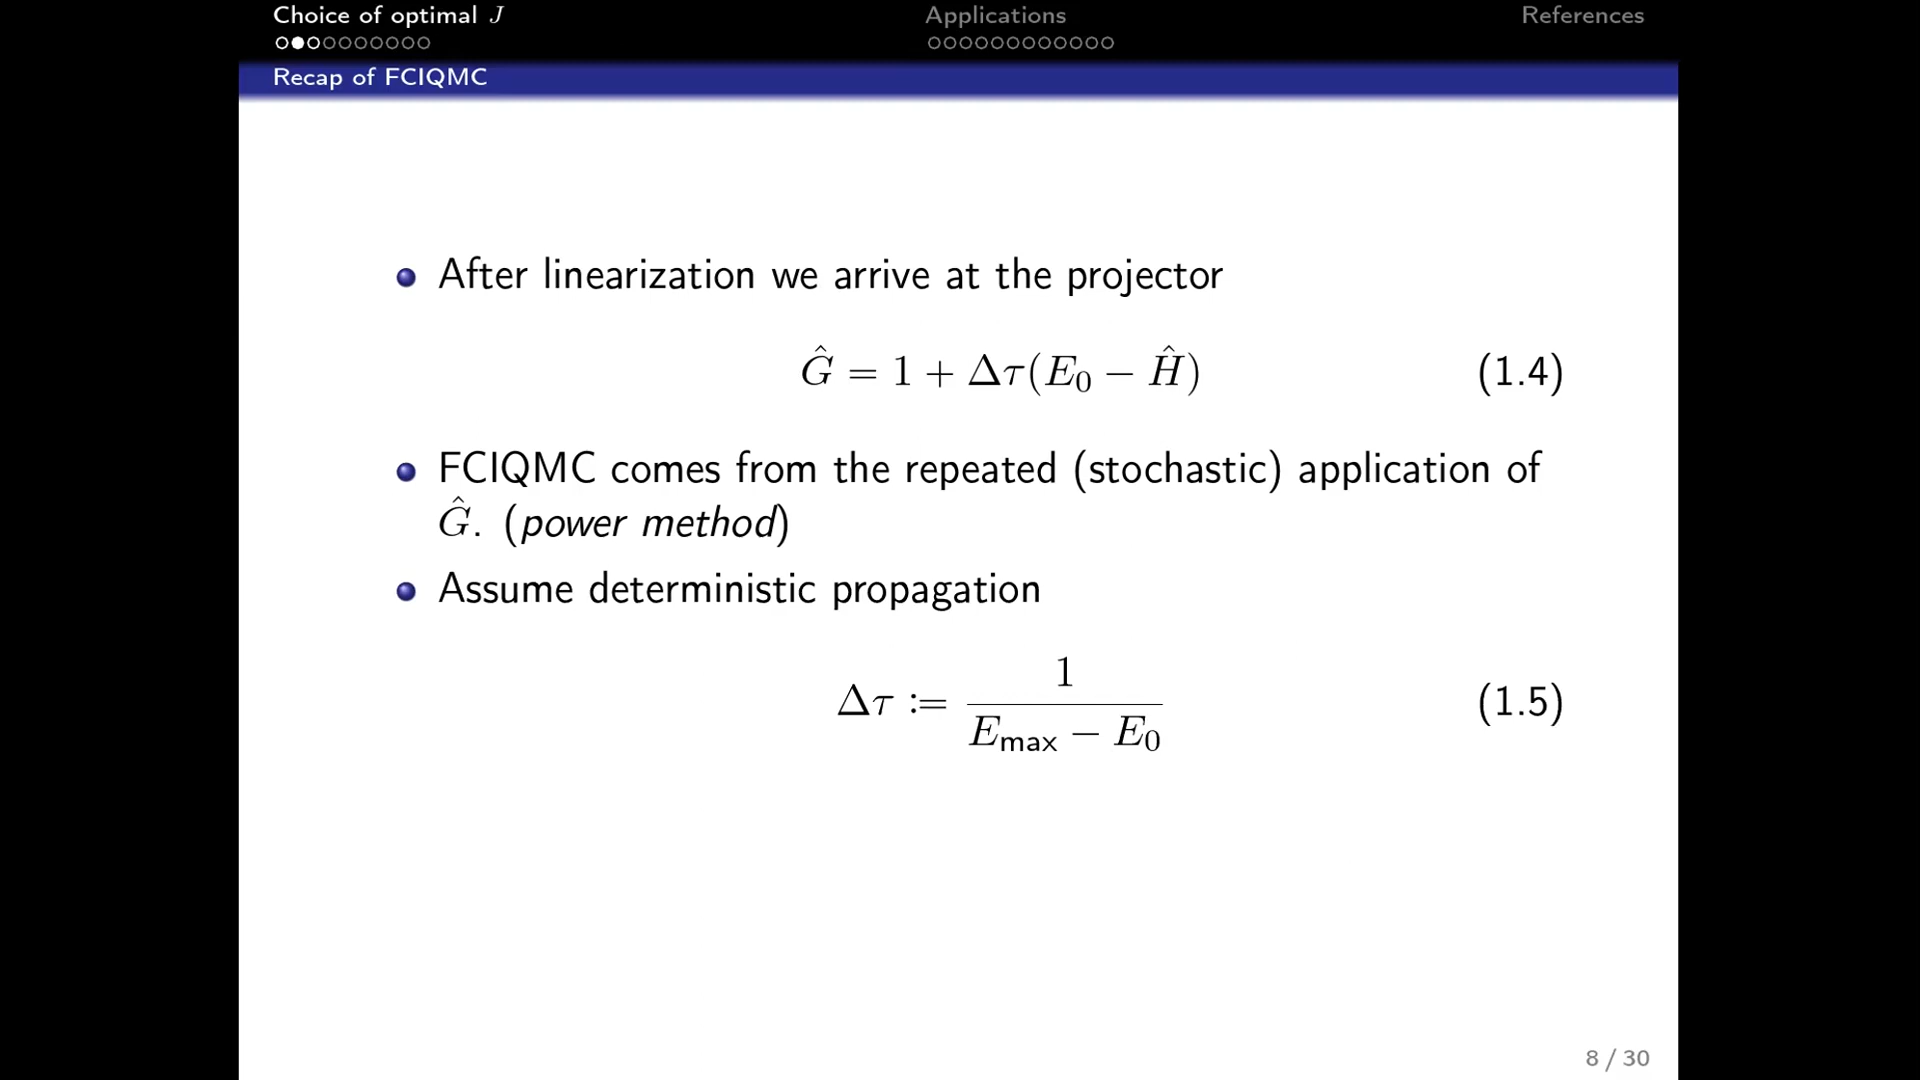 Choice of optimal J
Applications
References
Recap of FCIQMC
After linearization we arrive at the projector
Ĝ = 1 + Δτ(E₀ − Ĥ) (1.4)
FCIQMC comes from the repeated (stochastic) application of
Ĝ. (power method)
Assume deterministic propagation
Δτ := 1 / (E_max − E₀) (1.5)
8 / 30